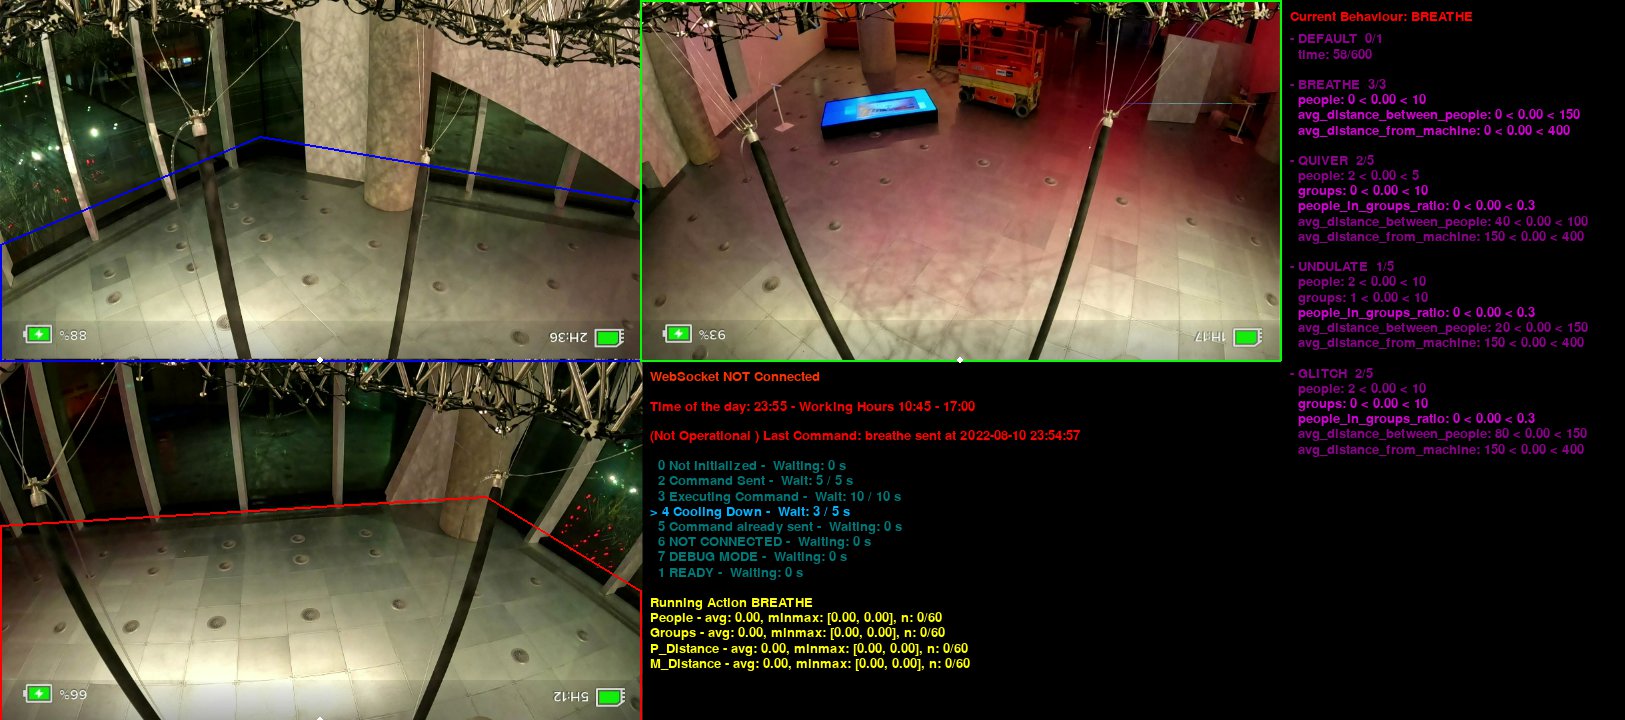 88%
2H:36
93%
1H:17
66%
5H:12
WebSocket NOT Connected
Time of the day: 23:55 - Working Hours 10:45 - 17:00
(Not Operational ) Last Command: breathe sent at 2022-08-10 23:54:57
0 Not Initialized - Waiting: 0 s
2 Command Sent - Wait: 5 / 5 s
3 Executing Command - Wait: 10 / 10 s
> 4 Cooling Down - Wait: 3 / 5 s
5 Command already sent - Waiting: 0 s
6 NOT CONNECTED - Waiting: 0 s
7 DEBUG MODE - Waiting: 0 s
1 READY - Waiting: 0 s
Running Action BREATHE
People - avg: 0.00, minmax: [0.00, 0.00], n: 0/60
Groups - avg: 0.00, minmax: [0.00, 0.00], n: 0/60
P_Distance - avg: 0.00, minmax: [0.00, 0.00], n: 0/60
M_Distance - avg: 0.00, minmax: [0.00, 0.00], n: 0/60
Current Behaviour: BREATHE
- DEFAULT 0/1
time: 58/600
- BREATHE 3/3
people: 0 < 0.00 < 10
avg_distance_between_people: 0 < 0.00 < 150
avg_distance_from_machine: 0 < 0.00 < 400
- QUIVER 2/5
people: 2 < 0.00 < 5
groups: 0 < 0.00 < 10
people_in_groups_ratio: 0 < 0.00 < 0.3
avg_distance_between_people: 40 < 0.00 < 100
avg_distance_from_machine: 150 < 0.00 < 400
- UNDULATE 1/5
people: 2 < 0.00 < 10
groups: 1 < 0.00 < 10
people_in_groups_ratio: 0 < 0.00 < 0.3
avg_distance_between_people: 20 < 0.00 < 150
avg_distance_from_machine: 150 < 0.00 < 400
- GLITCH 2/5
people: 2 < 0.00 < 10
groups: 0 < 0.00 < 10
people_in_groups_ratio: 0 < 0.00 < 0.3
avg_distance_between_people: 80 < 0.00 < 150
avg_distance_from_machine: 150 < 0.00 < 400